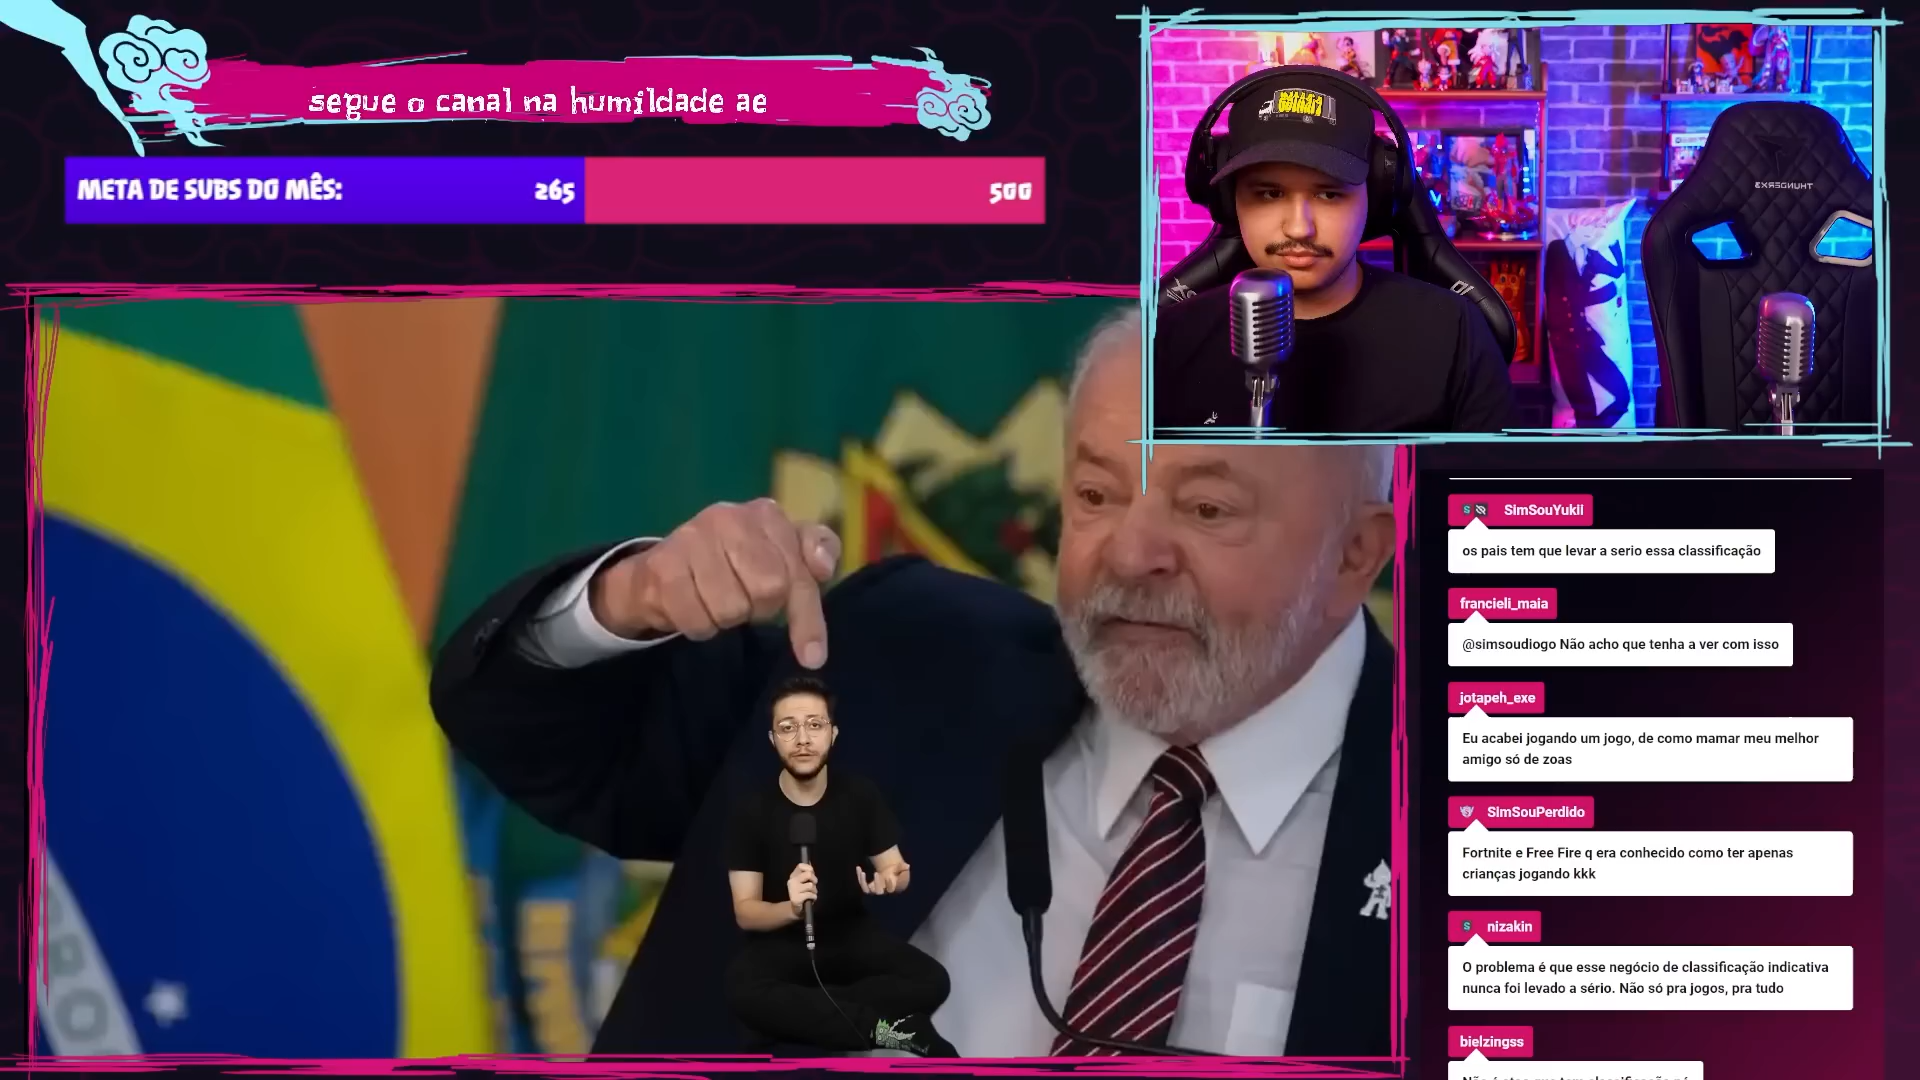 segue o canal na humildade ae
META DE SUBS DO MÊS:
265
500
THUNDERX3
SimSouYukii
os pais tem que levar a serio essa classificação
francieli_maia
@simsoudiogo Não acho que tenha a ver com isso
jotapeh_exe
Eu acabei jogando um jogo, de como mamar meu melhor
amigo só de zoas
SimSouPerdido
Fortnite e Free Fire q era conhecido como ter apenas
crianças jogando kkk
nizakin
O problema é que esse negócio de classificação indicativa
nunca foi levado a sério. Não só pra jogos, pra tudo
bielzingss